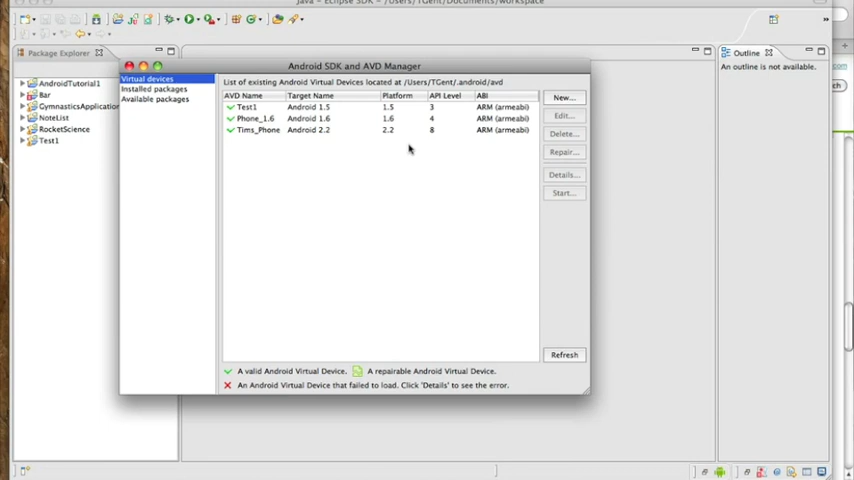 Java - Eclipse SDK - /Users/TGent/Documents/workspace
Package Explorer
Outline
An outline is not available.
AndroidTutorial1
Bar
GymnasticsApplication
NoteList
RocketScience
Test1
Android SDK and AVD Manager
Virtual devices
Installed packages
Available packages
List of existing Android Virtual Devices located at /Users/TGent/.android/avd
AVD Name Target Name Platform API Level ABI
Test1 Android 1.5 1.5 3 ARM (armeabi)
Phone_1.6 Android 1.6 1.6 4 ARM (armeabi)
Tims_Phone Android 2.2 2.2 8 ARM (armeabi)
New...
Edit...
Delete...
Repair...
Details...
Start...
Refresh
A valid Android Virtual Device. A repairable Android Virtual Device.
An Android Virtual Device that failed to load. Click 'Details' to see the error.